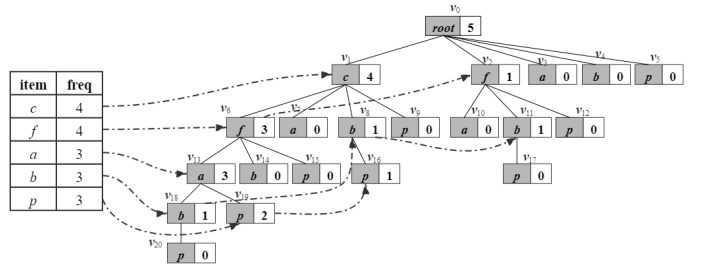 v0
root 5
v1 v2 v3 v4 v5
c 4 f 1 a 0 b 0 p 0
item freq
c 4
f 4
a 3
b 3
p 3
v6 v7 v8 v9 v10 v11 v12
f 3 a 0 b 1 p 0 a 0 b 1 p 0
v13 v14 v15 v16 v17
a 3 b 0 p 0 p 1 p 0
v18 v19
b 1 p 2
v20
p 0